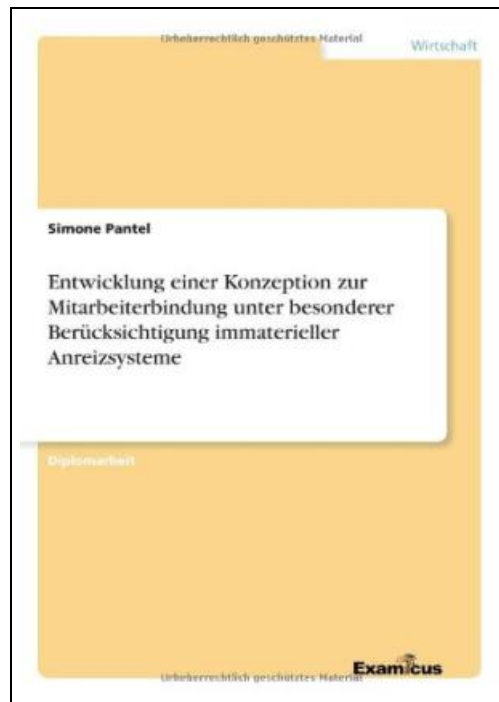 Urheberrechtlich geschütztes Material
Wirtschaft
Simone Pantel
Entwicklung einer Konzeption zur
Mitarbeiterbindung unter besonderer
Berücksichtigung immaterieller
Anreizsysteme
Diplomarbeit
Examicus
Urheberrechtlich geschütztes Material